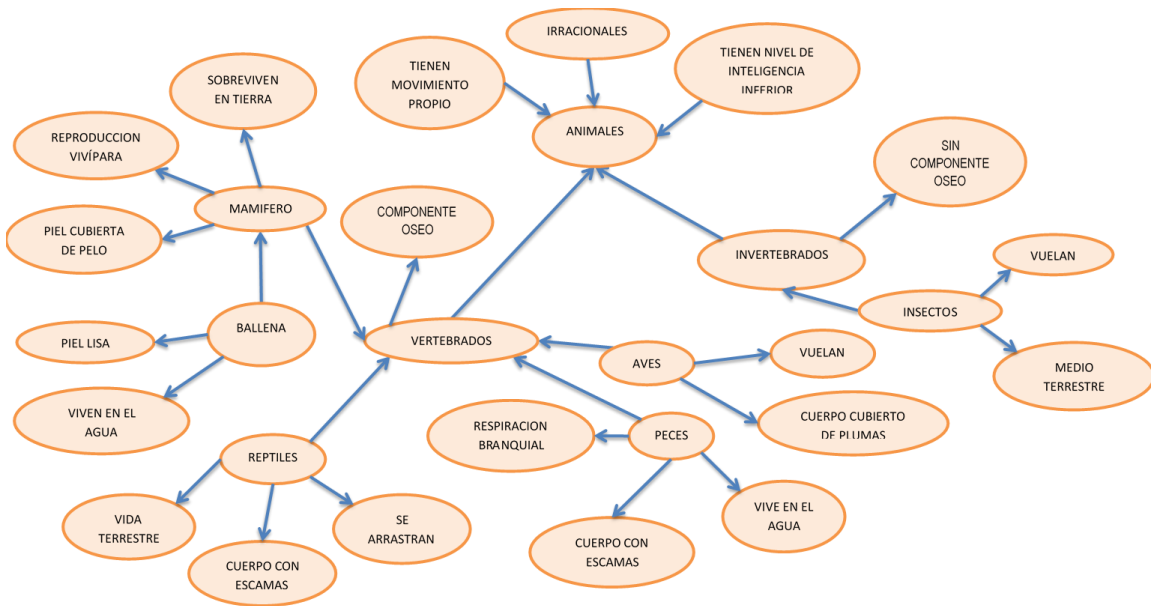 IRRACIONALES
TIENEN
MOVIMIENTO
PROPIO
TIENEN NIVEL DE
INTELIGENCIA
INFERIOR
ANIMALES
SOBREVIVEN
EN TIERRA
REPRODUCCION
VIVÍPARA
MAMIFERO
PIEL CUBIERTA
DE PELO
COMPONENTE
OSEO
SIN
COMPONENTE
OSEO
INVERTEBRADOS
VUELAN
INSECTOS
MEDIO
TERRESTRE
BALLENA
PIEL LISA
VIVEN EN EL
AGUA
VERTEBRADOS
AVES
VUELAN
CUERPO CUBIERTO
DE PLUMAS
RESPIRACION
BRANQUIAL
PECES
REPTILES
VIDA
TERRESTRE
CUERPO CON
ESCAMAS
SE
ARRASTRAN
CUERPO CON
ESCAMAS
VIVE EN EL
AGUA